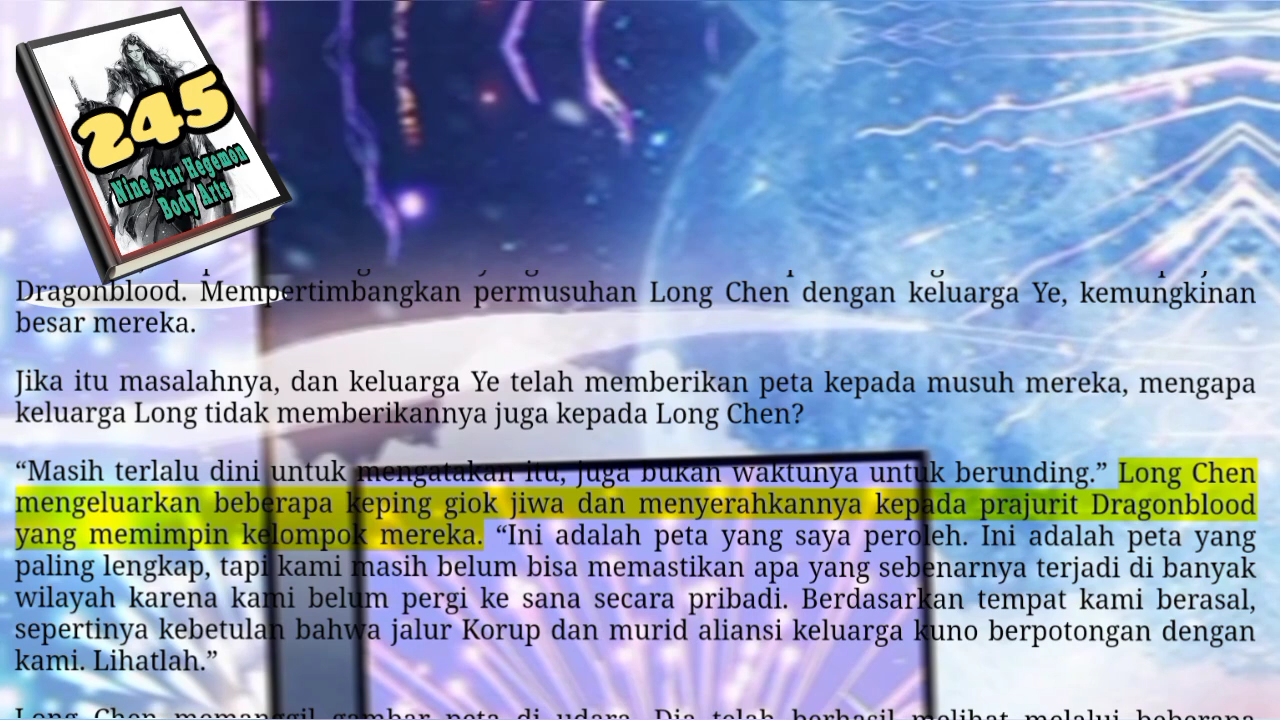 245
Nine Star Hegemon
Body Arts
Dragonblood. Mempertimbangkan permusuhan Long Chen dengan keluarga Ye, kemungkinan
besar mereka.
Jika itu masalahnya, dan keluarga Ye telah memberikan peta kepada musuh mereka, mengapa
keluarga Long tidak memberikannya juga kepada Long Chen?
“Masih terlalu dini untuk mengatakan itu, juga bukan waktunya untuk berunding.” Long Chen
mengeluarkan beberapa keping giok jiwa dan menyerahkannya kepada prajurit Dragonblood
yang memimpin kelompok mereka. “Ini adalah peta yang saya peroleh. Ini adalah peta yang
paling lengkap, tapi kami masih belum bisa memastikan apa yang sebenarnya terjadi di banyak
wilayah karena kami belum pergi ke sana secara pribadi. Berdasarkan tempat kami berasal,
sepertinya kebetulan bahwa jalur Korup dan murid aliansi keluarga kuno berpotongan dengan
kami. Lihatlah.”
Long Chen memanggil gambar peta di udara. Dia telah berhasil melihat melalui beberapa